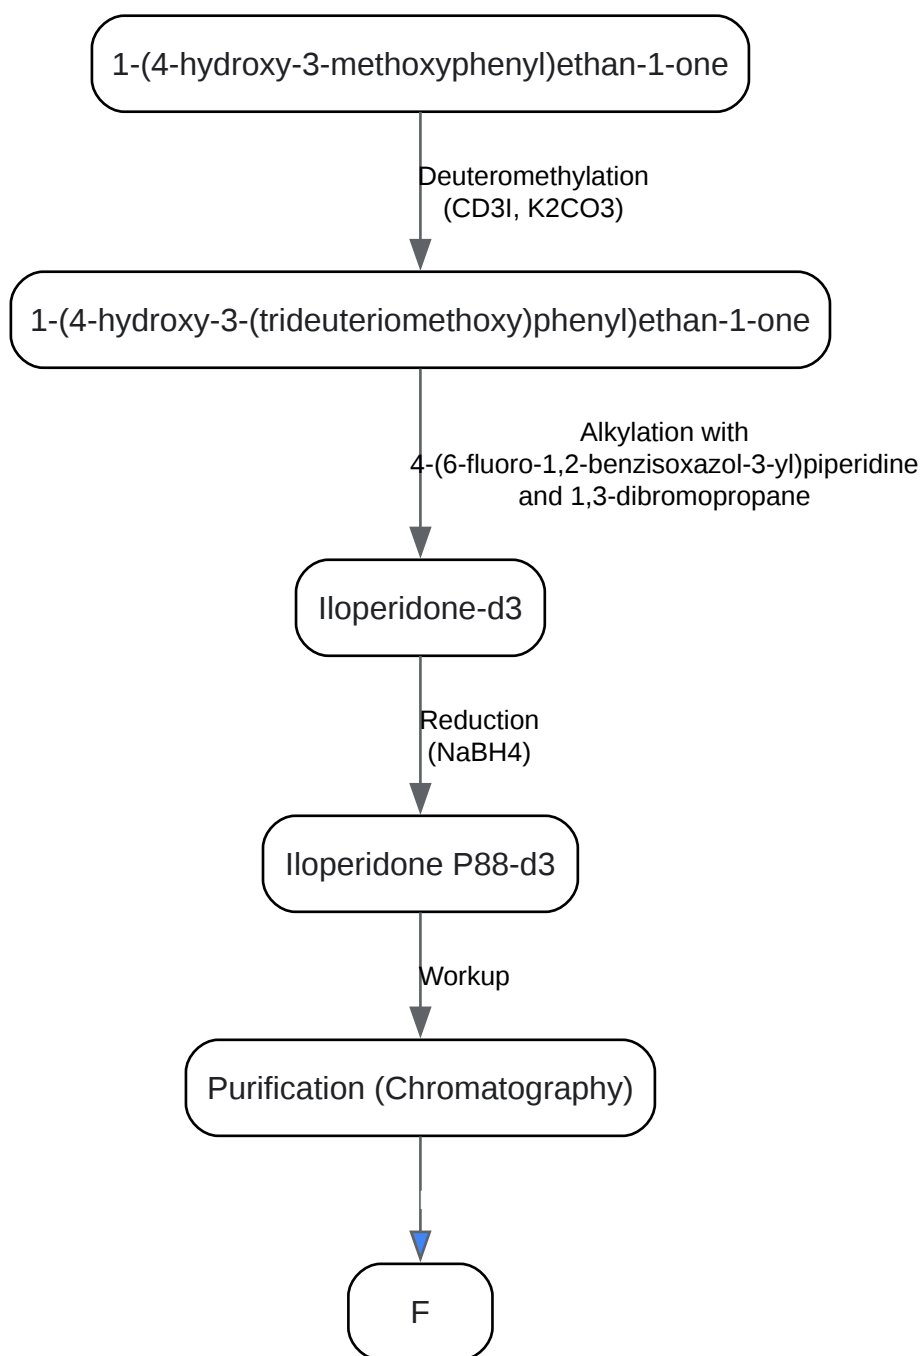 1-(4-hydroxy-3-methoxyphenyl)ethan-1-one
Deuteromethylation
(CD3I, K2CO3)
1-(4-hydroxy-3-(trideuteriomethoxy)phenyl)ethan-1-one
Alkylation with
4-(6-fluoro-1,2-benzisoxazol-3-yl)piperidine
and 1,3-dibromopropane
Iloperidone-d3
Reduction
(NaBH4)
Iloperidone P88-d3
Workup
Purification (Chromatography)
F